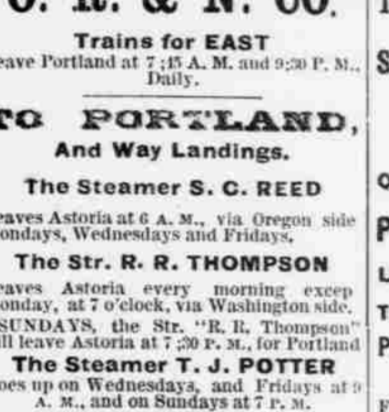 O. R. & N. CO.
Trains for EAST
eave Portland at 7 ;15 A. M. and 9;30 P. M.,
Daily.
TO PORTLAND,
And Way Landings.
The Steamer S. C. REED
eaves Astoria at 6 A. M., via Oregon side
ondays, Wednesdays and Fridays.
The Str. R. R. THOMPSON
eaves Astoria every morning excep
onday, at 7 o'clock, via Washington side.
SUNDAYS, the Str. "R. R. Thompson"
ill leave Astoria at 7 ;30 P. M., for Portland
The Steamer T. J. POTTER
oes up on Wednesdays, and Fridays at 9
A. M., and on Sundays at 7 P. M.